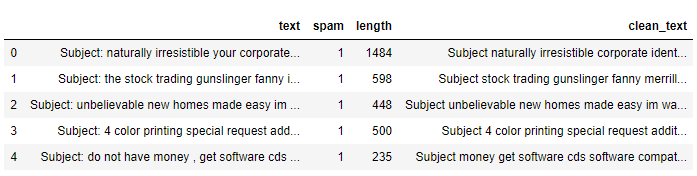 text spam length clean_text
0 Subject: naturally irresistible your corporate... 1 1484 Subject naturally irresistible corporate ident...
1 Subject: the stock trading gunslinger fanny i... 1 598 Subject stock trading gunslinger fanny merrill...
2 Subject: unbelievable new homes made easy im ... 1 448 Subject unbelievable new homes made easy im wa...
3 Subject: 4 color printing special request add... 1 500 Subject 4 color printing special request addit...
4 Subject: do not have money , get software cds ... 1 235 Subject money get software cds software compat...